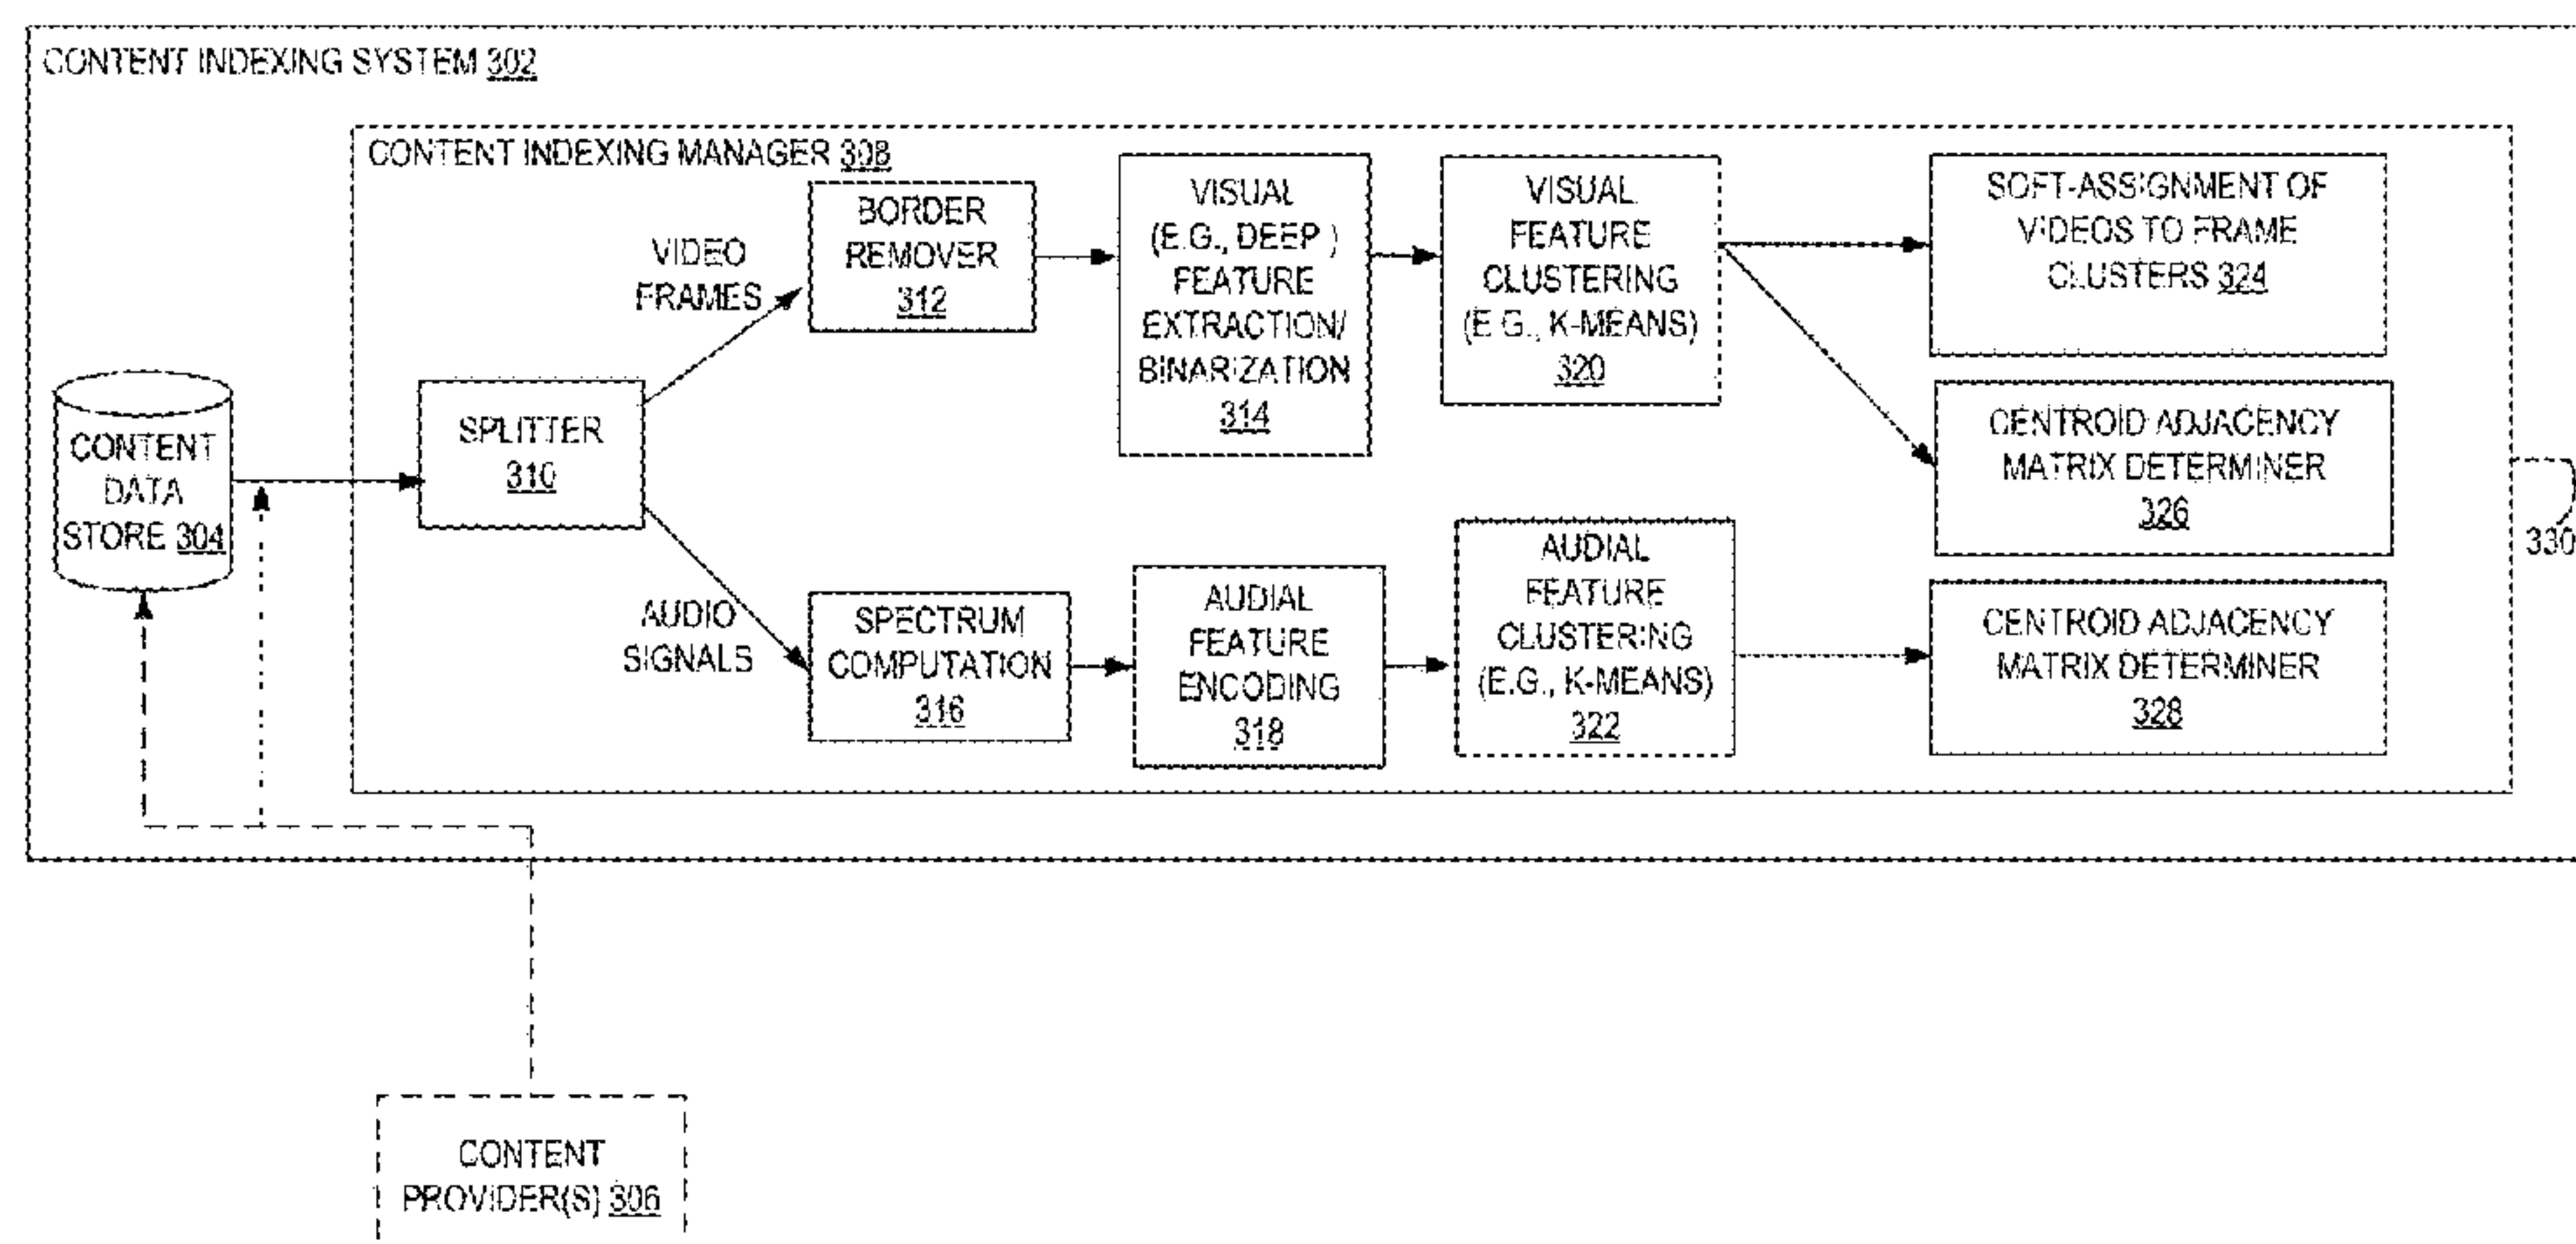 CONTENT INDEXING SYSTEM 302
CONTENT INDEXING MANAGER 308
CONTENT
DATA
STORE 304
SPLITTER
310
VIDEO
FRAMES
BORDER
REMOVER
312
VISUAL
(E.G., DEEP )
FEATURE
EXTRACTION/
BINARIZATION
314
VISUAL
FEATURE
CLUSTERING
(E.G., K-MEANS)
320
SOFT-ASSIGNMENT OF
VIDEOS TO FRAME
CLUSTERS 324
CENTROID ADJACENCY
MATRIX DETERMINER
326
330
AUDIO
SIGNALS
SPECTRUM
COMPUTATION
316
AUDIAL
FEATURE
ENCODING
318
AUDIAL
FEATURE
CLUSTERING
(E.G., K-MEANS)
322
CENTROID ADJACENCY
MATRIX DETERMINER
328
CONTENT
PROVIDER(S) 306